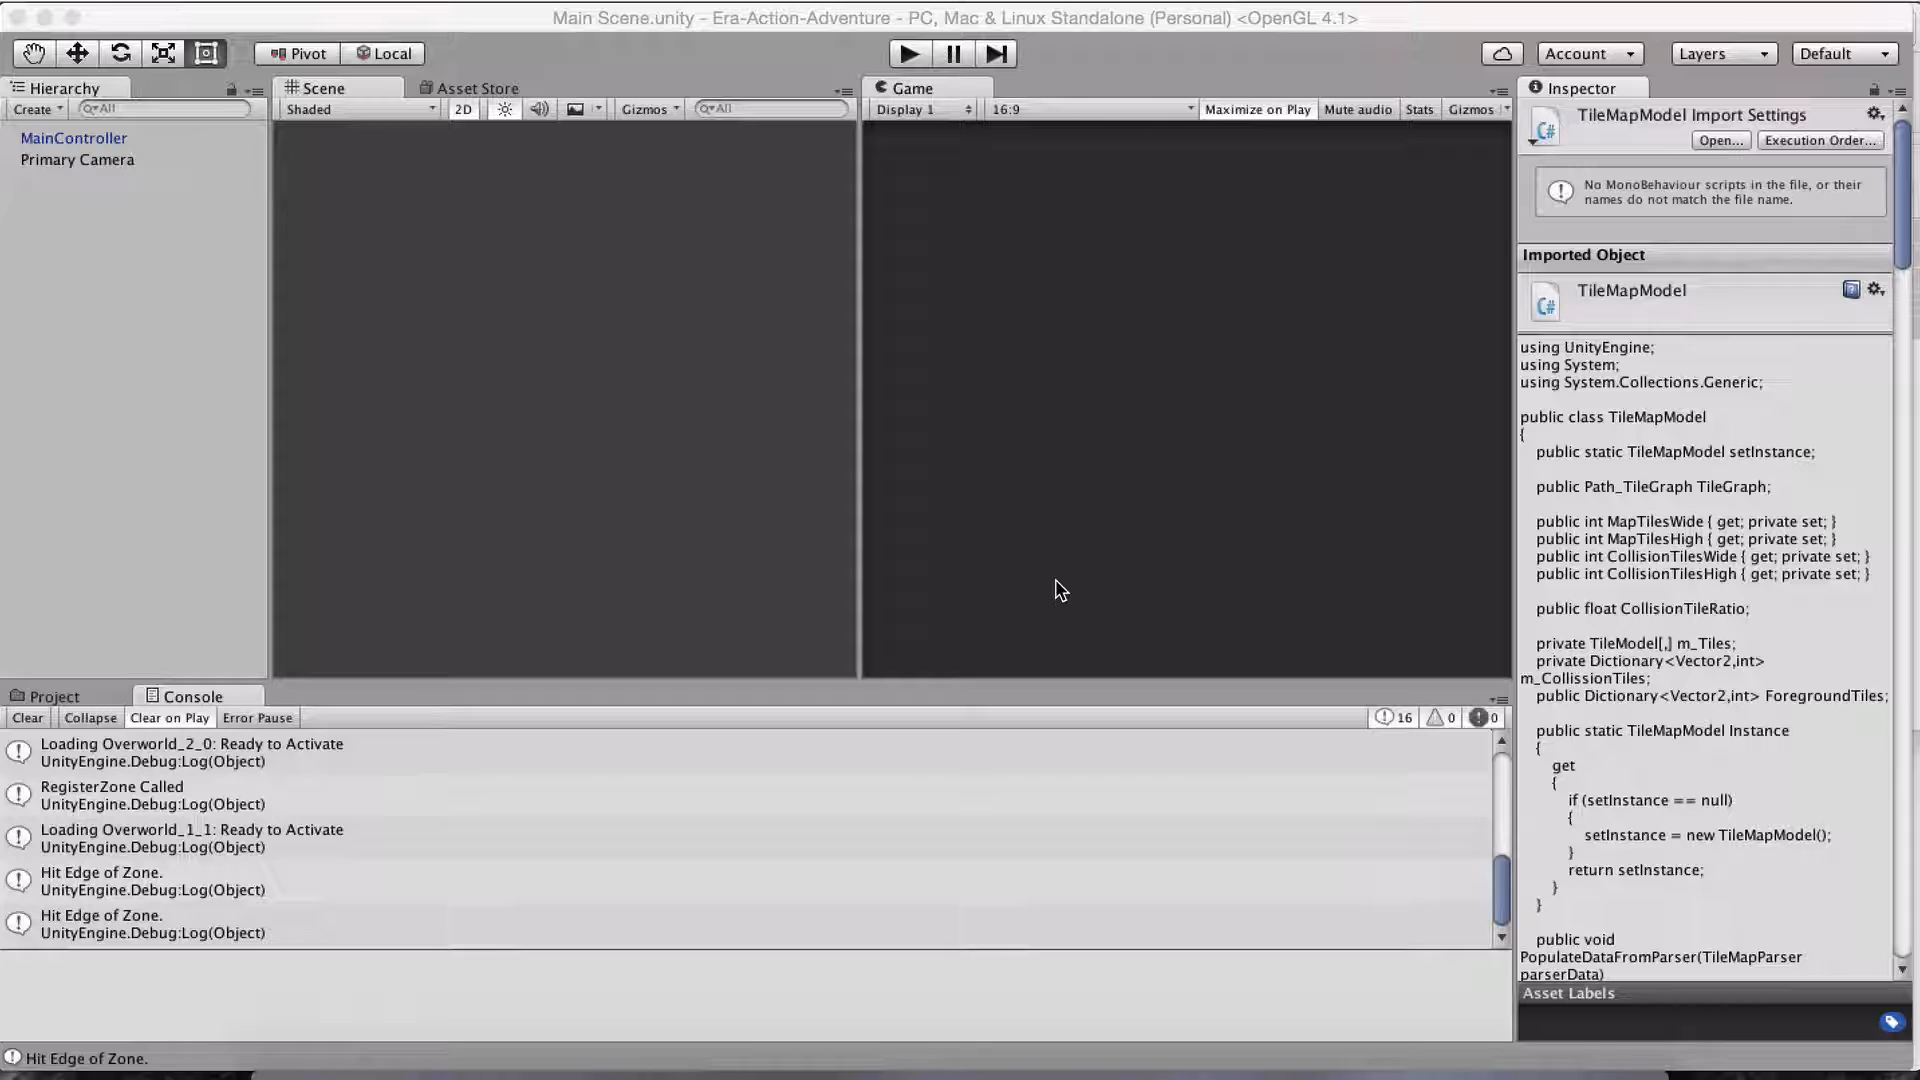 Main Scene.unity - Era-Action-Adventure - PC, Mac & Linux Standalone (Personal) <OpenGL 4.1>
Pivot Local Account Layers Default
Hierarchy
Create All
MainController
Primary Camera
Scene Asset Store
Shaded 2D Gizmos All
Game
Display 1 16:9 Maximize on Play Mute audio Stats Gizmos
Inspector
TileMapModel Import Settings
Open... Execution Order...
No MonoBehaviour scripts in the file, or their
names do not match the file name.
Imported Object
TileMapModel
using UnityEngine;
using System;
using System.Collections.Generic;
public class TileMapModel
{
public static TileMapModel setInstance;
public Path_TileGraph TileGraph;
public int MapTilesWide { get; private set; }
public int MapTilesHigh { get; private set; }
public int CollisionTilesWide { get; private set; }
public int CollisionTilesHigh { get; private set; }
public float CollisionTileRatio;
private TileModel[,] m_Tiles;
private Dictionary<Vector2,int>
m_CollissionTiles;
public Dictionary<Vector2,int> ForegroundTiles;
public static TileMapModel Instance
{
get
{
if (setInstance == null)
{
setInstance = new TileMapModel();
}
return setInstance;
}
}
public void
PopulateDataFromParser(TileMapParser
parserData)
Asset Labels
Project Console
Clear Collapse Clear on Play Error Pause 16 0 0
Loading Overworld_2_0: Ready to Activate
UnityEngine.Debug:Log(Object)
RegisterZone Called
UnityEngine.Debug:Log(Object)
Loading Overworld_1_1: Ready to Activate
UnityEngine.Debug:Log(Object)
Hit Edge of Zone.
UnityEngine.Debug:Log(Object)
Hit Edge of Zone.
UnityEngine.Debug:Log(Object)
Hit Edge of Zone.